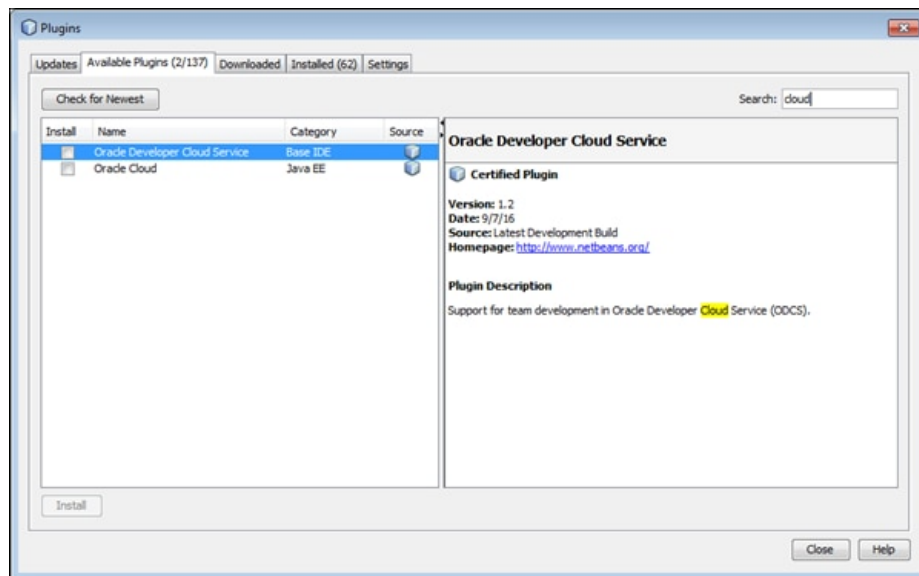 Plugins
Updates Available Plugins (2/137) Downloaded Installed (62) Settings
Check for Newest Search: cloud
Install Name Category Source
Oracle Developer Cloud Service Base IDE
Oracle Cloud Java EE
Oracle Developer Cloud Service
Certified Plugin
Version: 1.2
Date: 9/7/16
Source: Latest Development Build
Homepage: http://www.netbeans.org/
Plugin Description
Support for team development in Oracle Developer Cloud Service (ODCS).
Install
Close Help